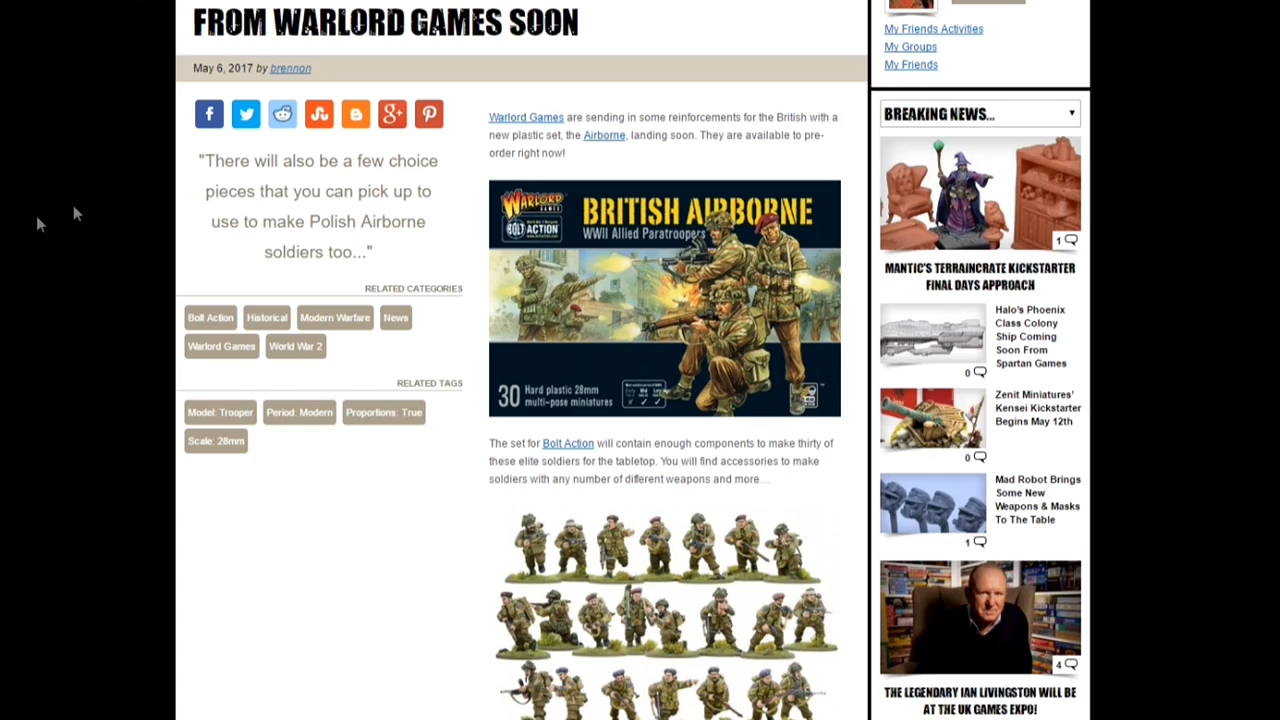 FROM WARLORD GAMES SOON
May 6, 2017 by brennon
"There will also be a few choice
pieces that you can pick up to
use to make Polish Airborne
soldiers too..."
RELATED CATEGORIES
Bolt Action Historical Modern Warfare News
Warlord Games World War 2
RELATED TAGS
Model: Trooper Period: Modern Proportions: True
Scale: 28mm
Warlord Games are sending in some reinforcements for the British with a
new plastic set, the Airborne, landing soon. They are available to pre-
order right now!
WARLORD
GAMES
BOLT ACTION
BRITISH AIRBORNE
WWII Allied Paratroopers
30 Hard plastic 28mm
multi-pose miniatures
The set for Bolt Action will contain enough components to make thirty of
these elite soldiers for the tabletop. You will find accessories to make
soldiers with any number of different weapons and more…
My Friends Activities
My Groups
My Friends
BREAKING NEWS...
1
MANTIC'S TERRAINCRATE KICKSTARTER
FINAL DAYS APPROACH
Halo's Phoenix
Class Colony
Ship Coming
Soon From
Spartan Games
0
Zenit Miniatures'
Kensei Kickstarter
Begins May 12th
0
Mad Robot Brings
Some New
Weapons & Masks
To The Table
1
4
THE LEGENDARY IAN LIVINGSTON WILL BE
AT THE UK GAMES EXPO!